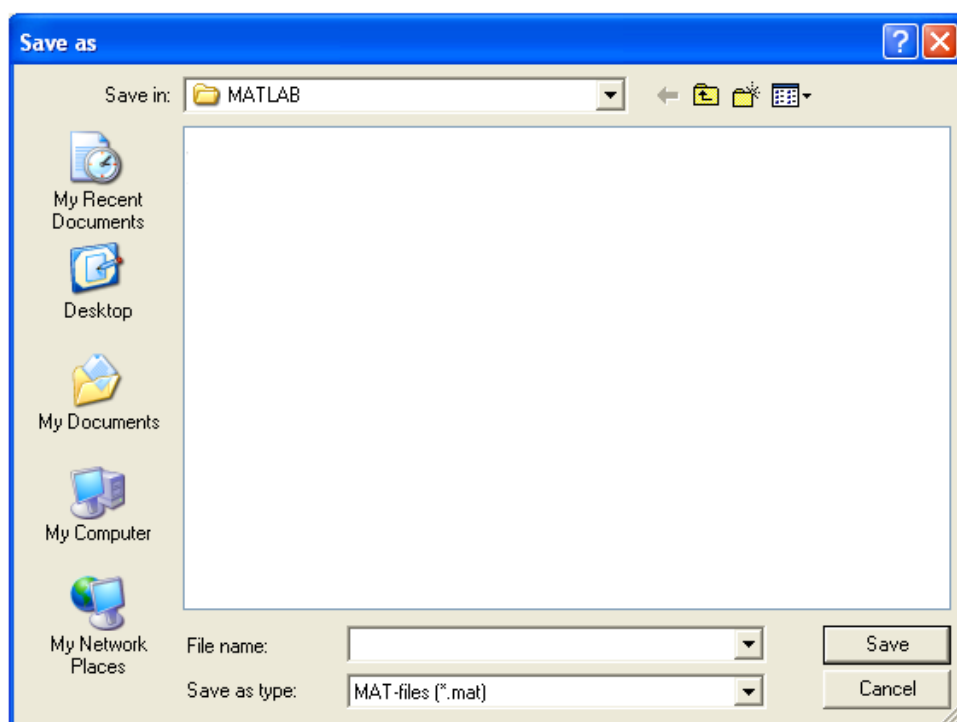 Save as
Save in: MATLAB
My Recent
Documents
Desktop
My Documents
My Computer
My Network
Places
File name:
Save
Save as type: MAT-files (*.mat)
Cancel